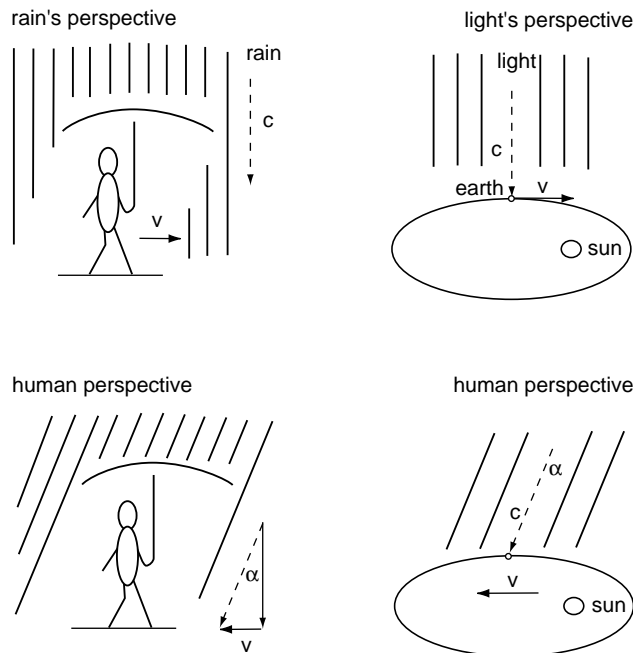 rain's perspective
rain
c
v
light's perspective
light
c
earth
v
sun
human perspective
α
v
human perspective
α
c
v
sun